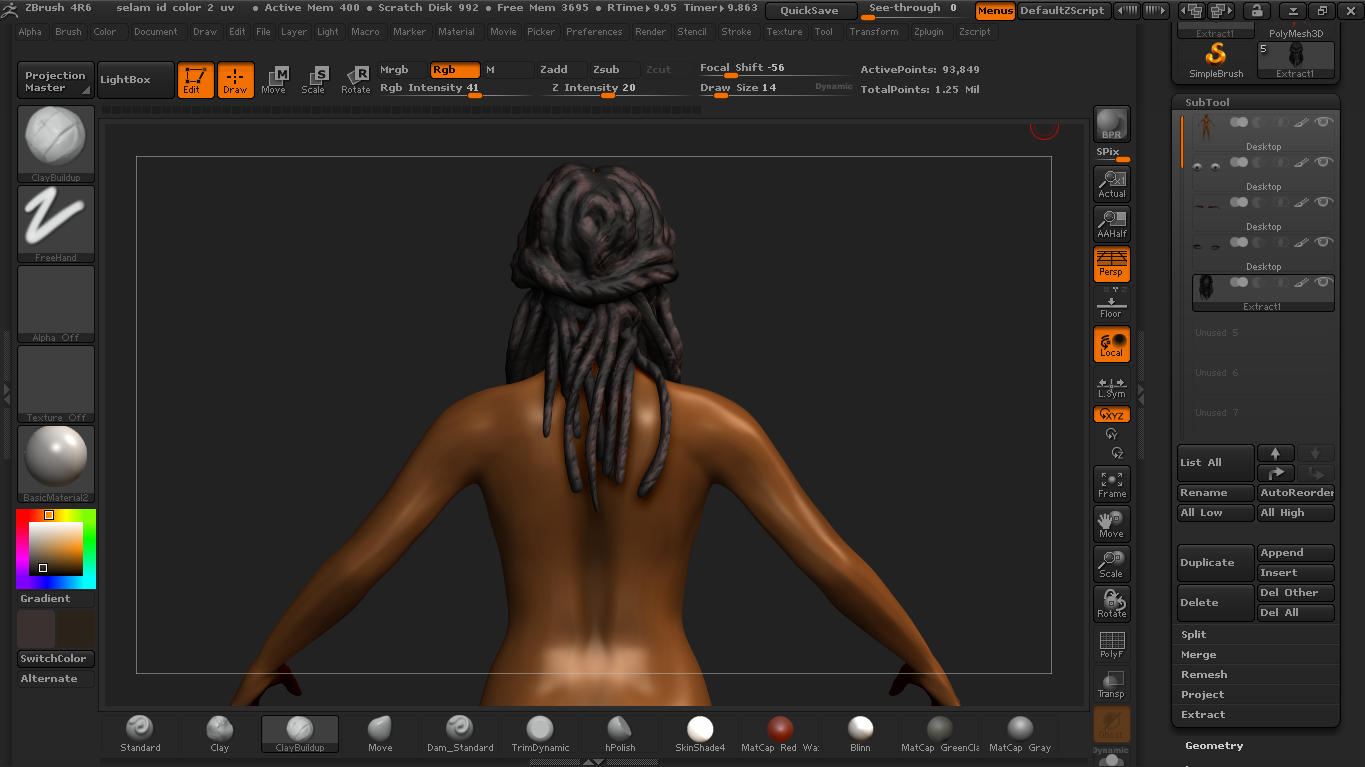 ZBrush 4R6 selam id color 2 uv • Active Mem 400 • Scratch Disk 992 • Free Mem 3695 • RTime▸9.95 Timer▸9.863 QuickSave See-through 0 Menus DefaultZScript
Alpha Brush Color Document Draw Edit File Layer Light Macro Marker Material Movie Picker Preferences Render Stencil Stroke Texture Tool Transform Zplugin Zscript
Extract1 PolyMesh3D
SimpleBrush 5 Extract1
Projection Master
LightBox
Edit Draw Move Scale Rotate
Mrgb Rgb M Zadd Zsub Zcut
Rgb Intensity 41 Z Intensity 20
Focal Shift -56
Draw Size 14 Dynamic
ActivePoints: 93,849
TotalPoints: 1.25 Mil
ClayBuildup
FreeHand
Alpha Off
Texture Off
BasicMaterial2
Gradient
SwitchColor
Alternate
BPR
SPix
Actual
AAHalf
Persp
Floor
Local
L.Sym
XYZ
Y
Z
Frame
Move
Scale
Rotate
PolyF
Transp
Ghost
Dynamic
SubTool
Desktop
Desktop
Desktop
Desktop
Extract1
Unused 5
Unused 6
Unused 7
List All
Rename AutoReorder
All Low All High
Duplicate Append
Insert
Delete Del Other
Del All
Split
Merge
Remesh
Project
Extract
Geometry
Standard Clay ClayBuildup Move Dam_Standard TrimDynamic hPolish SkinShade4 MatCap Red Wa: Blinn MatCap GreenCla MatCap Gray